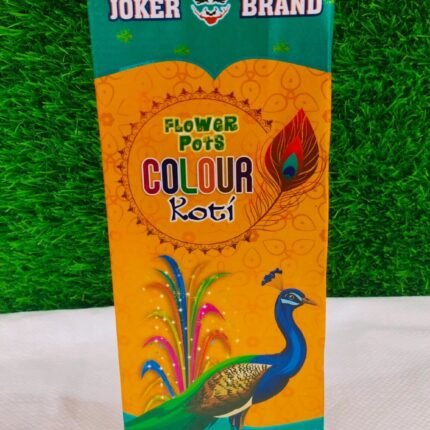 JOKER BRAND
FLOWER
POTS
COLOUR
Koti